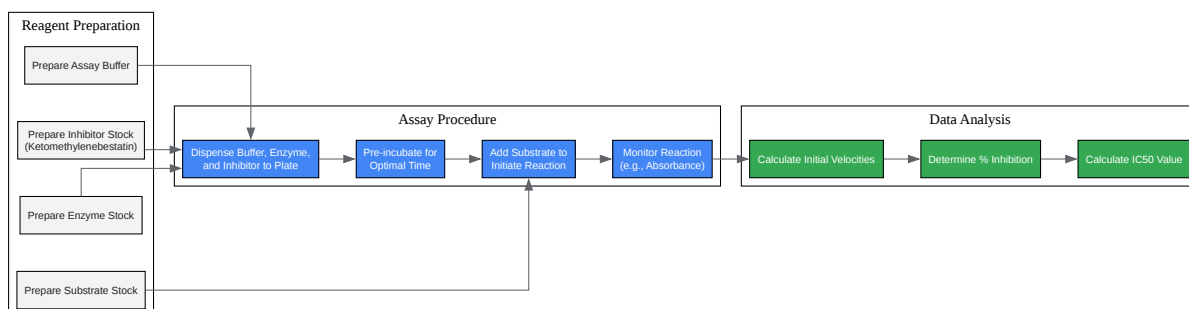 Reagent Preparation
Prepare Assay Buffer
Prepare Inhibitor Stock
(Ketomethylenebestatin)
Prepare Enzyme Stock
Prepare Substrate Stock
Assay Procedure
Dispense Buffer, Enzyme,
and Inhibitor to Plate
Pre-incubate for
Optimal Time
Add Substrate to
Initiate Reaction
Monitor Reaction
(e.g., Absorbance)
Data Analysis
Calculate Initial Velocities
Determine % Inhibition
Calculate IC50 Value